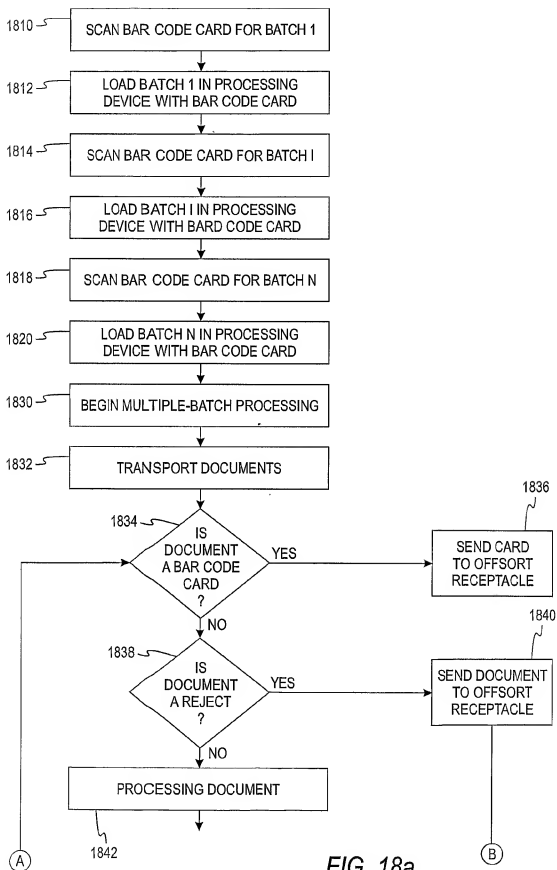 1810
SCAN BAR CODE CARD FOR BATCH 1
1812
LOAD BATCH 1 IN PROCESSING
DEVICE WITH BAR CODE CARD
1814
SCAN BAR CODE CARD FOR BATCH I
1816
LOAD BATCH I IN PROCESSING
DEVICE WITH BARD CODE CARD
1818
SCAN BAR CODE CARD FOR BATCH N
1820
LOAD BATCH N IN PROCESSING
DEVICE WITH BAR CODE CARD
1830
BEGIN MULTIPLE-BATCH PROCESSING
1832
TRANSPORT DOCUMENTS
1834
IS
DOCUMENT
A BAR CODE
CARD
?
YES
1836
SEND CARD
TO OFFSORT
RECEPTACLE
NO
1838
IS
DOCUMENT
A REJECT
?
YES
1840
SEND DOCUMENT
TO OFFSORT
RECEPTACLE
NO
PROCESSING DOCUMENT
1842
A
B
FIG. 18a